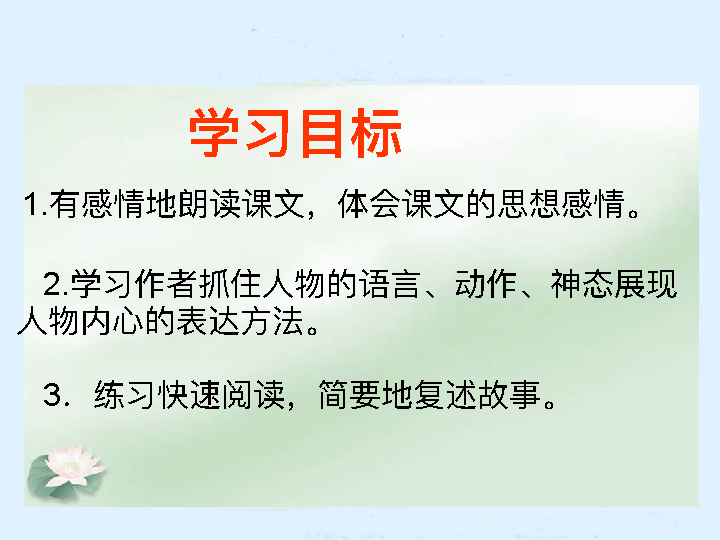 学习目标
1.有感情地朗读课文，体会课文的思想感情。
2.学习作者抓住人物的语言、动作、神态展现
人物内心的表达方法。
3．练习快速阅读，简要地复述故事。